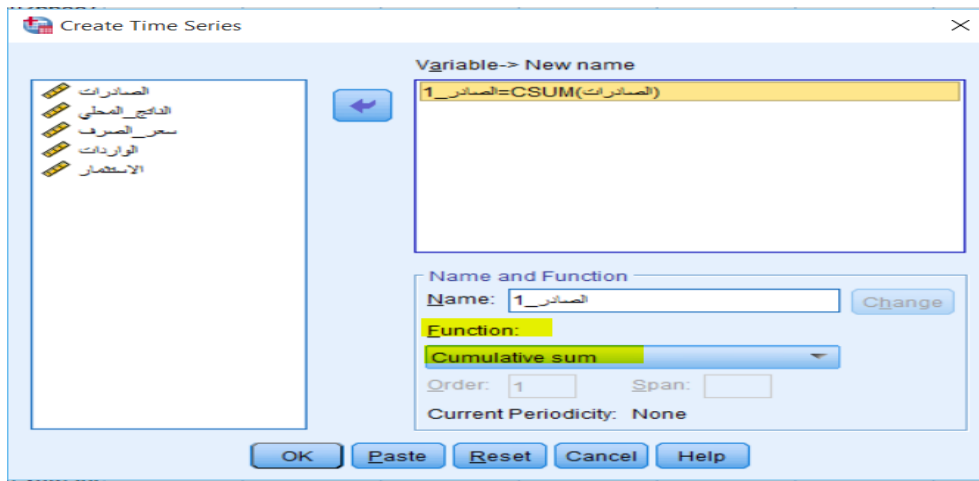 Create Time Series
Variable-> New name
الصادرات
الناتج_المحلي
سعر_الصرف
الواردات
الاستثمار
الصادر_1=CSUM(الصادرات)
Name and Function
Name: الصادر_1
Change
Function:
Cumulative sum
Order: 1 Span:
Current Periodicity: None
OK Paste Reset Cancel Help